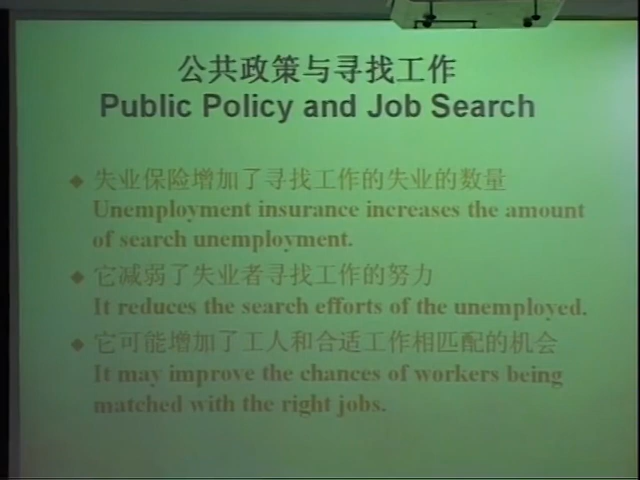 公共政策与寻找工作
Public Policy and Job Search
失业保险增加了寻找工作的失业的数量
Unemployment insurance increases the amount
of search unemployment.
它减弱了失业者寻找工作的努力
It reduces the search efforts of the unemployed.
它可能增加了工人和合适工作相匹配的机会
It may improve the chances of workers being
matched with the right jobs.